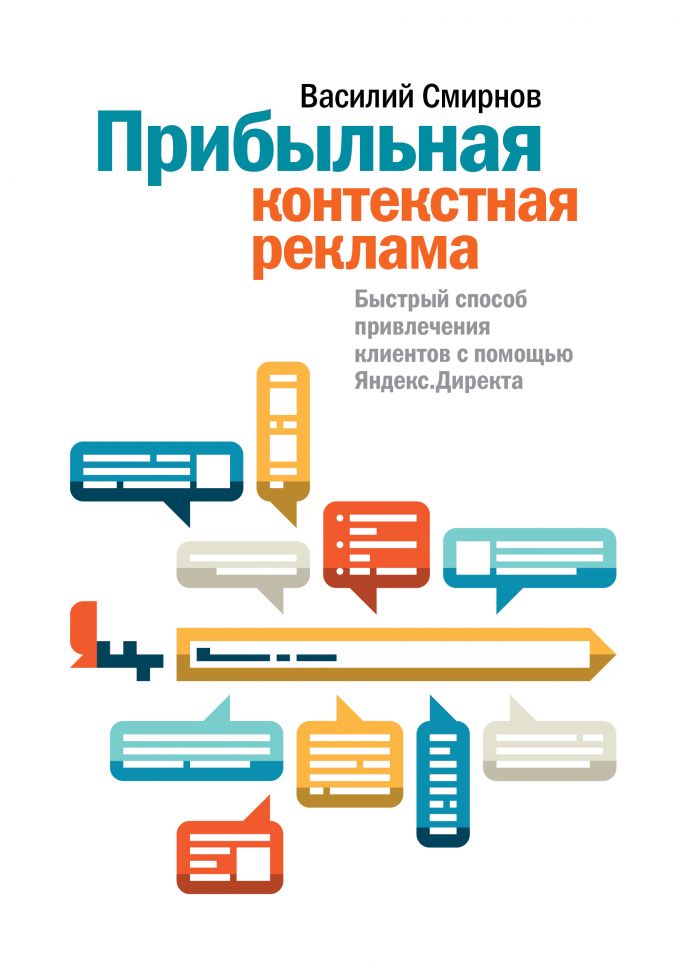 Василий Смирнов
Прибыльная
контекстная
реклама
Быстрый способ
привлечения
клиентов с помощью
Яндекс.Директа